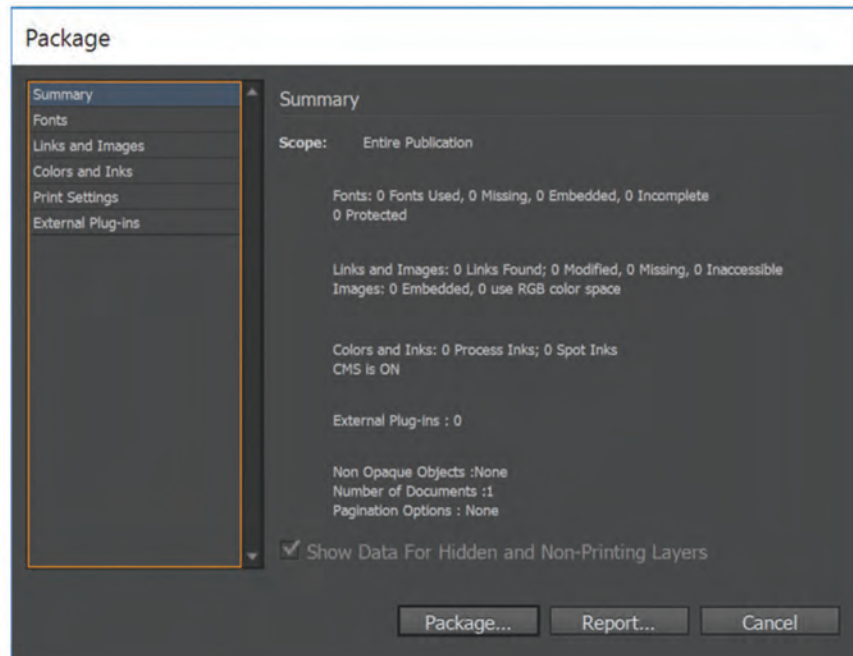 Package
Summary
Fonts
Links and Images
Colors and Inks
Print Settings
External Plug-ins
Summary
Scope: Entire Publication
Fonts: 0 Fonts Used, 0 Missing, 0 Embedded, 0 Incomplete
0 Protected
Links and Images: 0 Links Found; 0 Modified, 0 Missing, 0 Inaccessible
Images: 0 Embedded, 0 use RGB color space
Colors and Inks: 0 Process Inks; 0 Spot Inks
CMS is ON
External Plug-ins : 0
Non Opaque Objects :None
Number of Documents :1
Pagination Options : None
Show Data For Hidden and Non-Printing Layers
Package... Report... Cancel